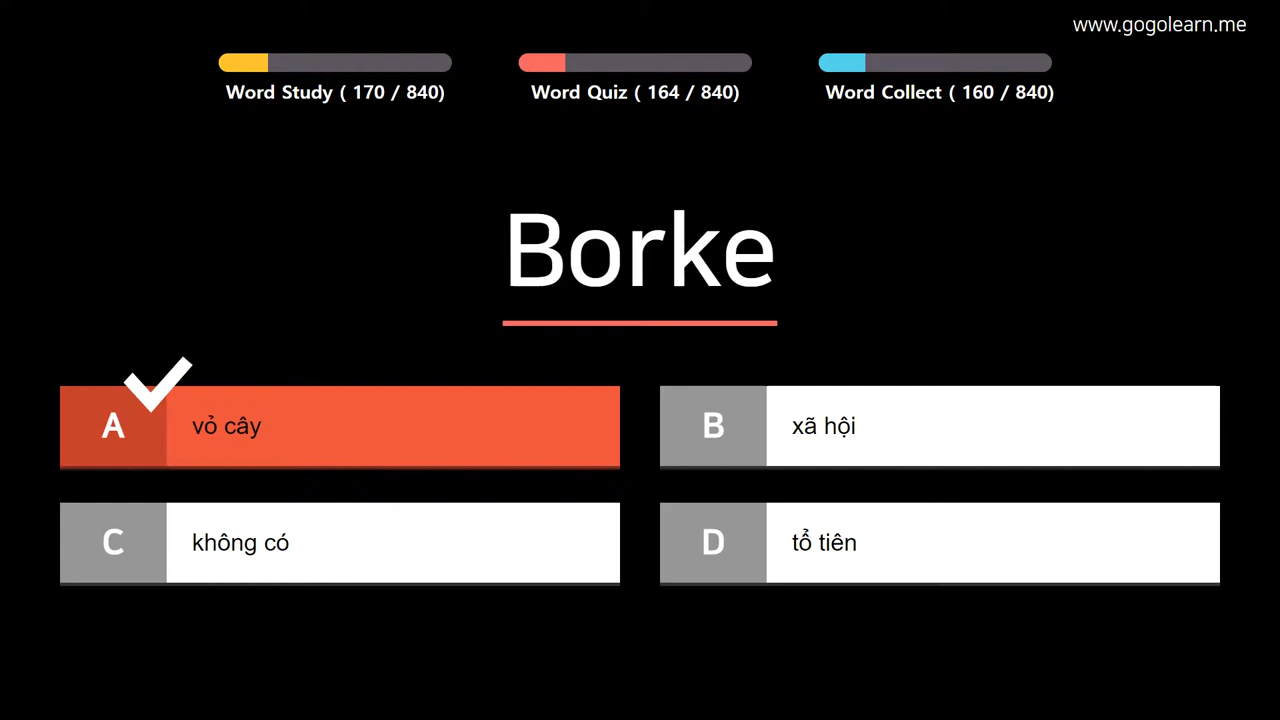 www.gogolearn.me
Word Study ( 170 / 840)
Word Quiz ( 164 / 840)
Word Collect ( 160 / 840)
Borke
A vỏ cây
B xã hội
C không có
D tổ tiên